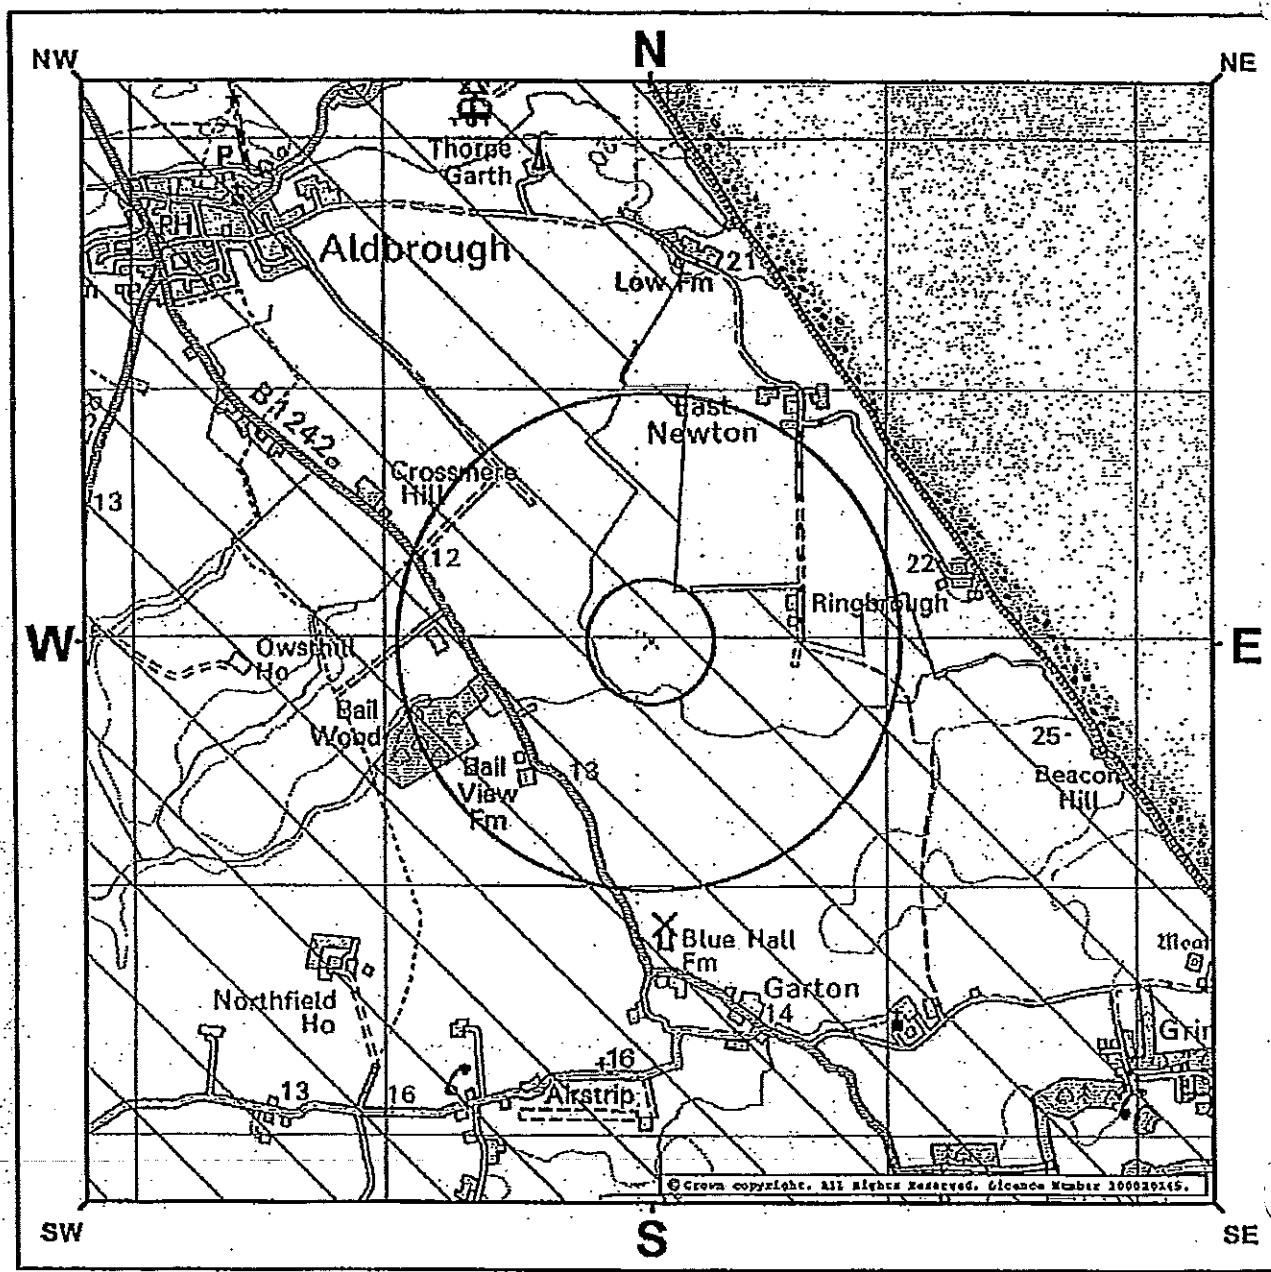 N
NW
NE
Thorpe
Garth
P
PH
Aldbrough
21
Low Fm
East
Newton
B1242
Crossmere
Hill
13
12
22
Ringbrough
W
E
Owsthill
Ho
Bail
Wood
25
Bail
View
Fm
13
Beacon
Hill
Blue Hall
Fm
Moat
Northfield
Ho
Garton
14
Grir
16
13
16
Airstrip
© Crown copyright. All Rights Reserved. Licence Number
SW
S
SE